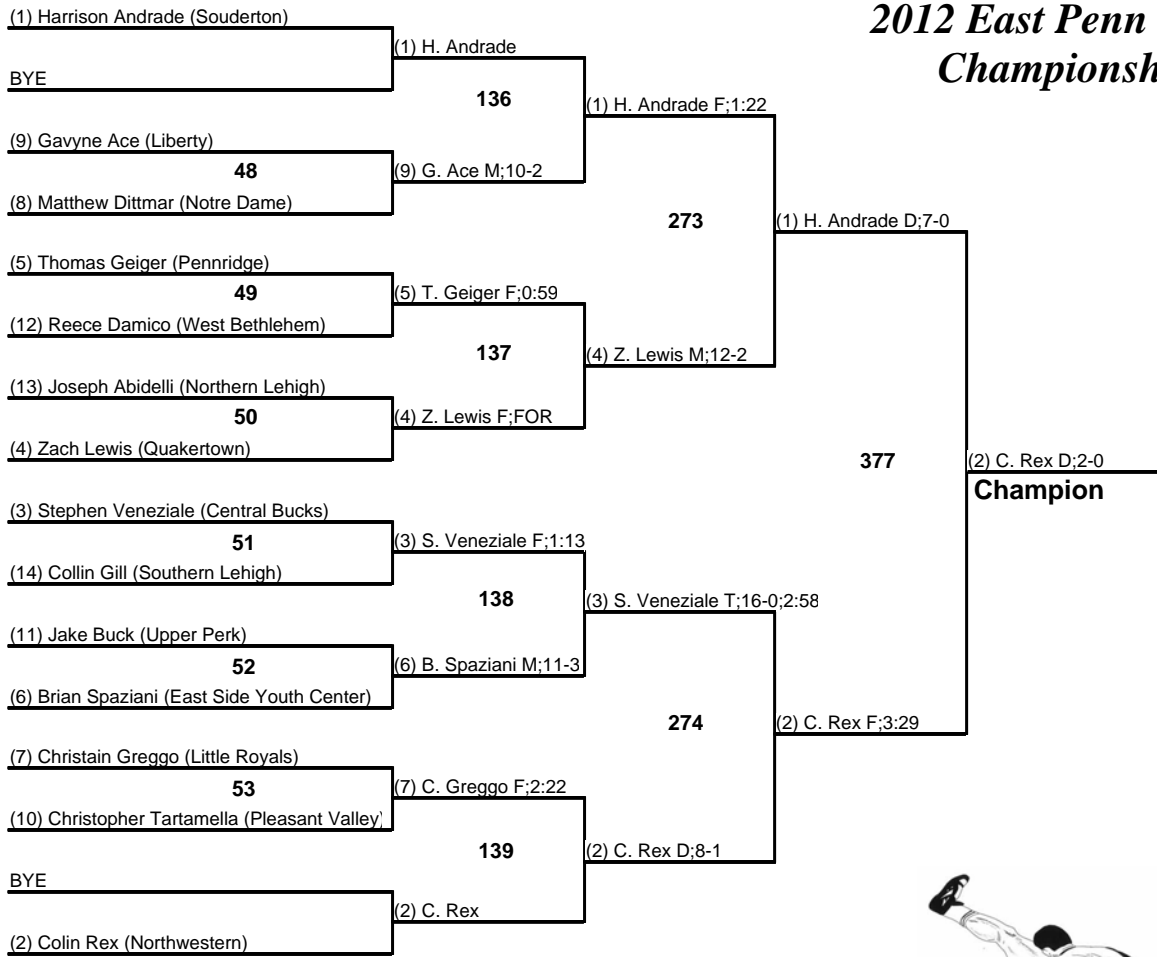 2012 East Penn
Championsh
(1) Harrison Andrade (Souderton)
BYE
(9) Gavyne Ace (Liberty)
48
(8) Matthew Dittmar (Notre Dame)
(5) Thomas Geiger (Pennridge)
49
(12) Reece Damico (West Bethlehem)
(13) Joseph Abidelli (Northern Lehigh)
50
(4) Zach Lewis (Quakertown)
(3) Stephen Veneziale (Central Bucks)
51
(14) Collin Gill (Southern Lehigh)
(11) Jake Buck (Upper Perk)
52
(6) Brian Spaziani (East Side Youth Center)
(7) Christain Greggo (Little Royals)
53
(10) Christopher Tartamella (Pleasant Valley)
BYE
(2) Colin Rex (Northwestern)
(1) H. Andrade
136
(9) G. Ace M;10-2
(5) T. Geiger F;0:59
137
(4) Z. Lewis F;FOR
(3) S. Veneziale F;1:13
138
(6) B. Spaziani M;11-3
(7) C. Greggo F;2:22
139
(2) C. Rex
(1) H. Andrade F;1:22
273
(4) Z. Lewis M;12-2
(3) S. Veneziale T;16-0;2:58
274
(2) C. Rex D;8-1
(1) H. Andrade D;7-0
377
(2) C. Rex F;3:29
(2) C. Rex D;2-0
Champion